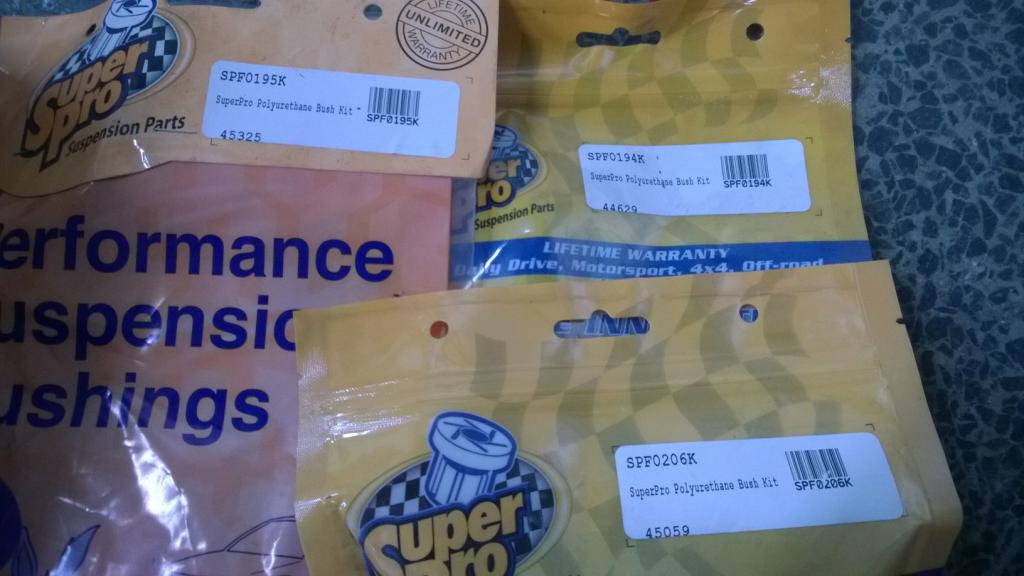 Super
Pro
Suspension Parts
LIFETIME
UNLIMITED
WARRANTY
SPF0195K
SuperPro Polyurethane Bush Kit
SPF0195K
45325
erformance
uspensio
ushings
ro
Suspension Parts
SPF0194K
SuperPro Polyurethane Bush Kit
SPF0194K
44629
LIFETIME WARRANTY
Daily Drive, Motorsport, 4x4, Off-road
Super
Pro
SPF0206K
SuperPro Polyurethane Bush Kit
SPF0206K
45059